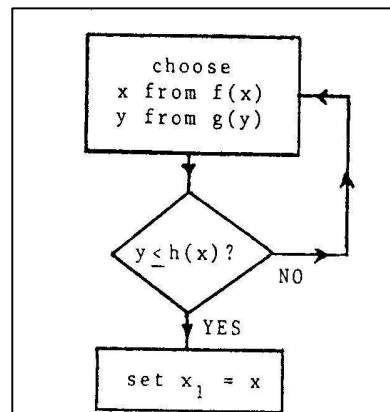 choose
x from f(x)
y from g(y)
y ≤ h(x)?
NO
YES
set x₁ = x